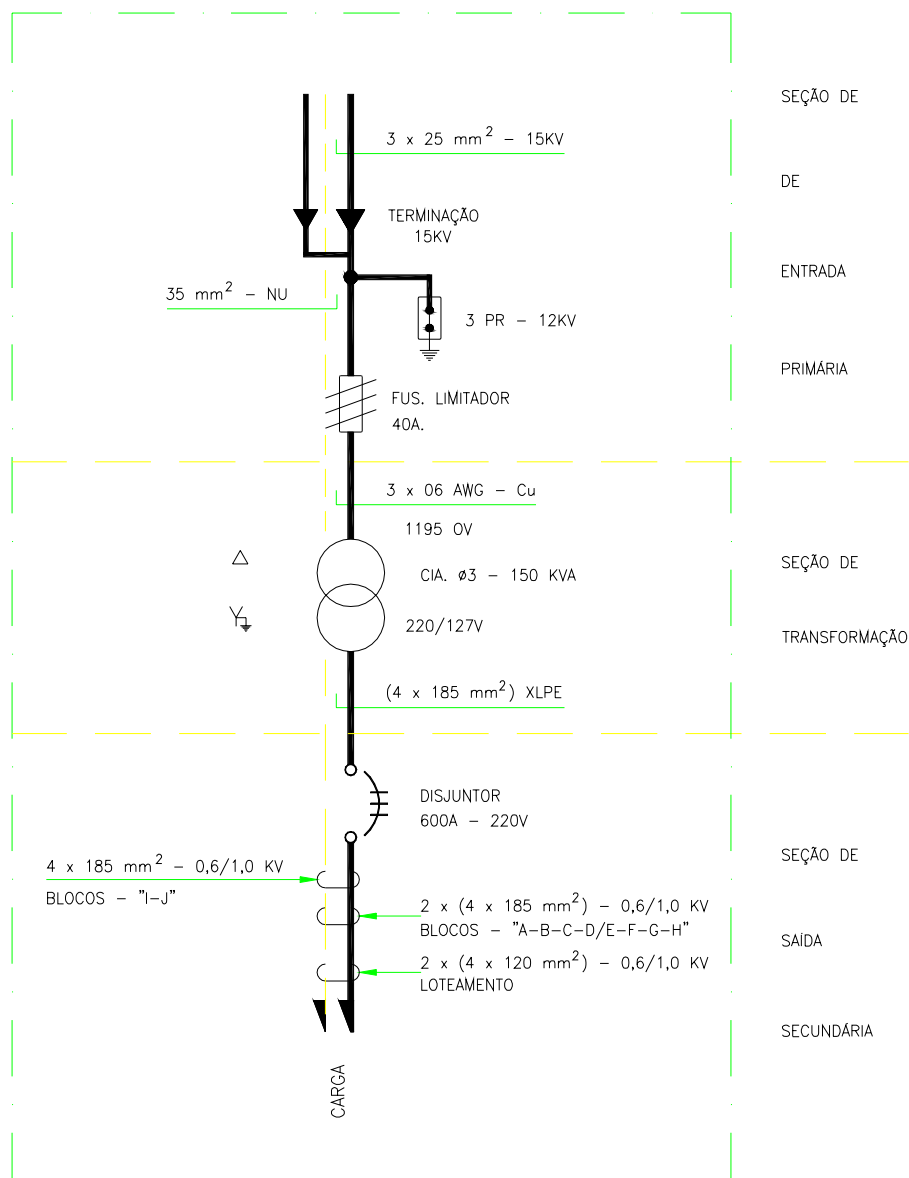 SEÇÃO DE
3 x 25 mm² - 15KV
DE
TERMINAÇÃO
15KV
ENTRADA
35 mm² - NU
3 PR - 12KV
PRIMÁRIA
FUS. LIMITADOR
40A.
3 x 06 AWG - Cu
1195 OV
SEÇÃO DE
CIA. ø3 - 150 KVA
220/127V
TRANSFORMAÇÃO
(4 x 185 mm²) XLPE
DISJUNTOR
600A - 220V
SEÇÃO DE
4 x 185 mm² - 0,6/1,0 KV
BLOCOS - "I-J"
2 x (4 x 185 mm²) - 0,6/1,0 KV
BLOCOS - "A-B-C-D/E-F-G-H"
SAÍDA
2 x (4 x 120 mm²) - 0,6/1,0 KV
LOTEAMENTO
SECUNDÁRIA
CARGA